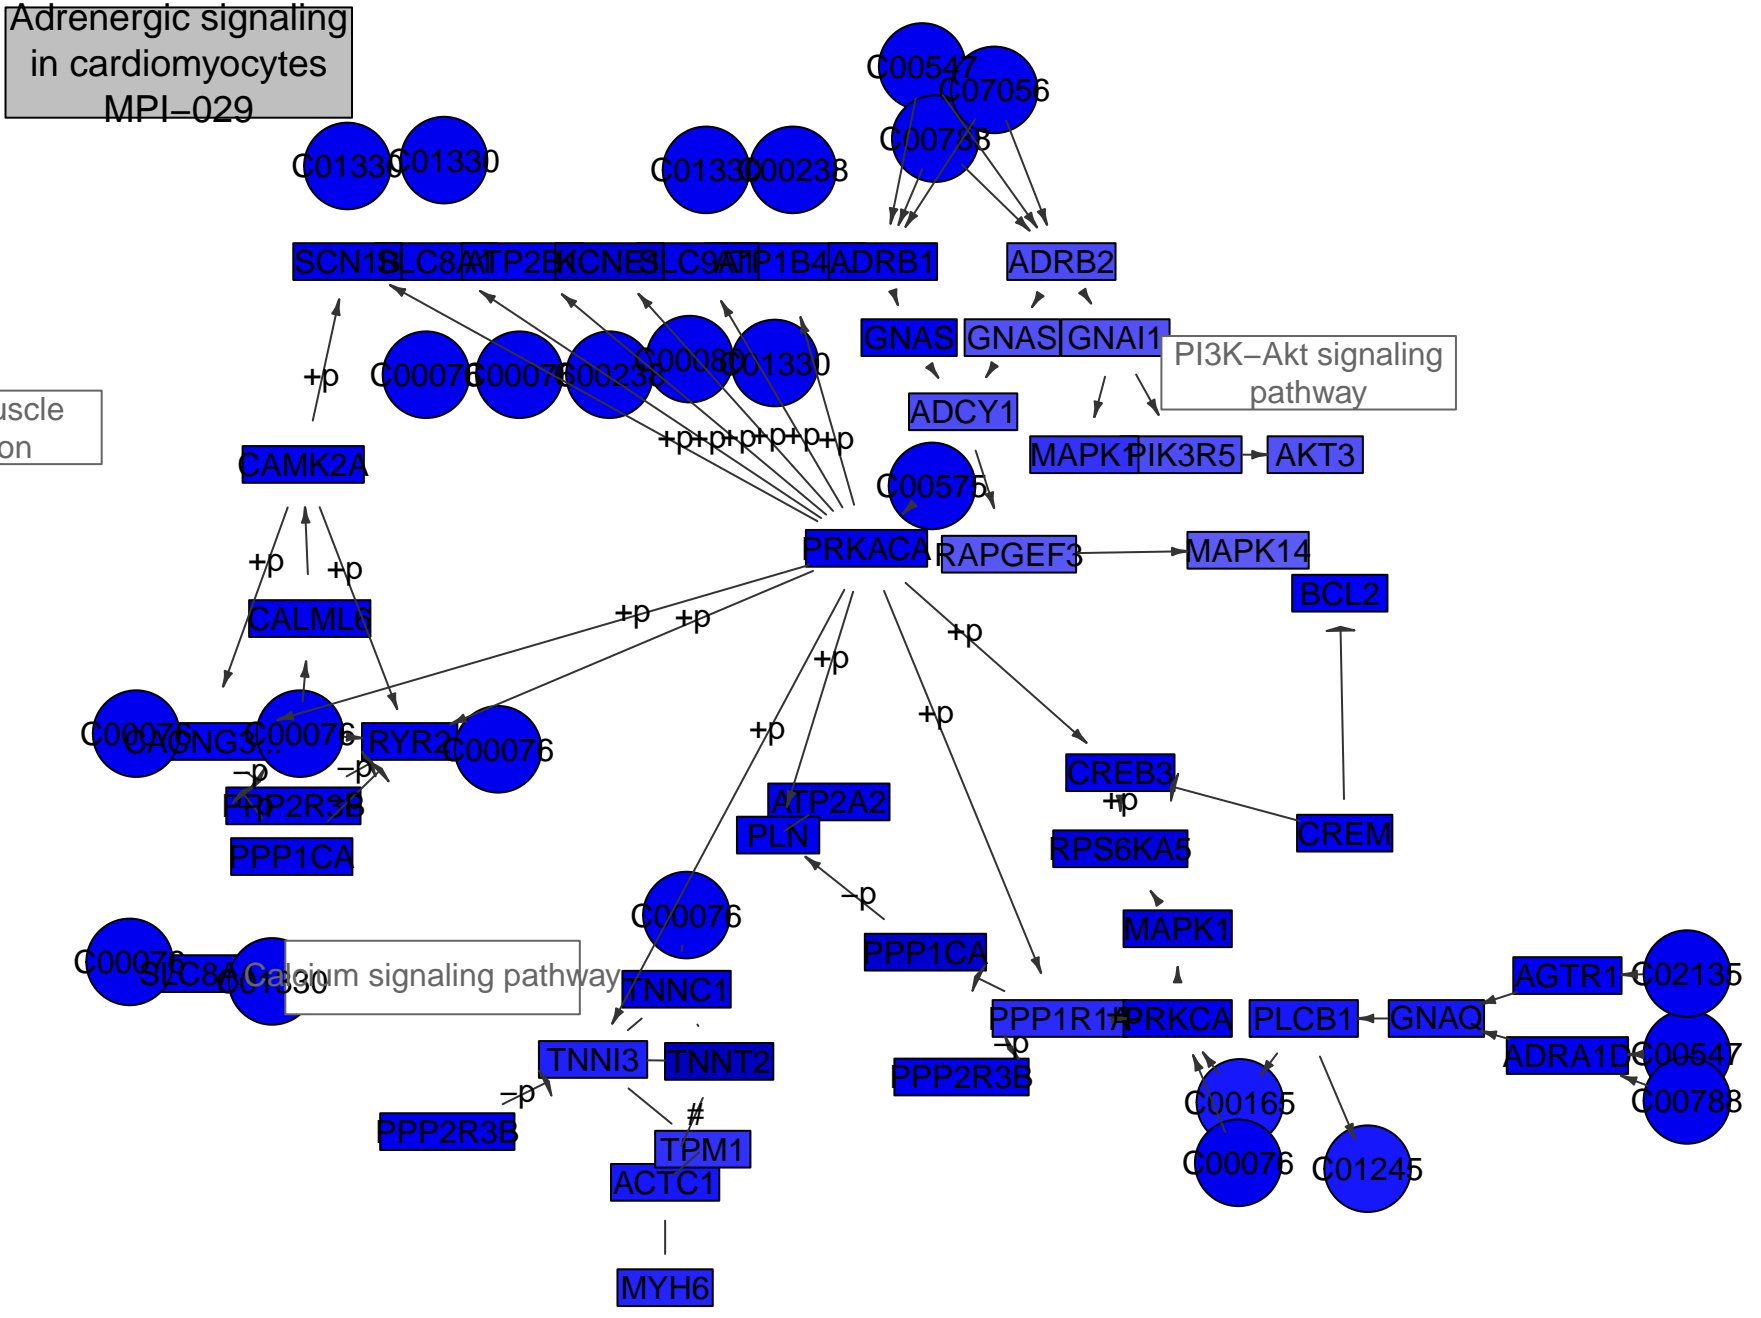 Adrenergic signaling
in cardiomyocytes
MPI−029
C00547
C07056
C00788
C01330
C01330
C01330
C00238
SCN1B
SLC8A1
ATP2B1
KCNE1
SLC9A1
ATP1B4...
ADRB1
ADRB2
GNAS
GNAS
GNAI1
PI3K−Akt signaling
pathway
C00076
C00076
C00238
C00080
C01330
+p
uscle
on
ADCY1
+p
+p
+p
+p
+p
+p
MAPK1
PIK3R5
AKT3
CAMK2A
C00575
PRKACA
RAPGEF3
MAPK14
BCL2
+p
+p
CALML6
+p
+p
+p
+p
+p
+p
C00076
CACNG3...
C00076
RYR2
C00076
−p
−p
CREB3
+p
PPP2R3B
+p
−p
ATP2A2
PLN
CREM
RPS6KA5
PPP1CA
−p
C00076
MAPK1
PPP1CA
C00076
SLC8A1
C01330
Calcium signaling pathway
TNNC1
AGTR1
C02135
PPP1R1A
+p
PRKCA
PLCB1
GNAQ
−p
TNNI3
TNNT2
ADRA1D
C00547
PPP2R3B
−p
C00165
C00788
#
PPP2R3B
TPM1
C00076
C01245
ACTC1
MYH6